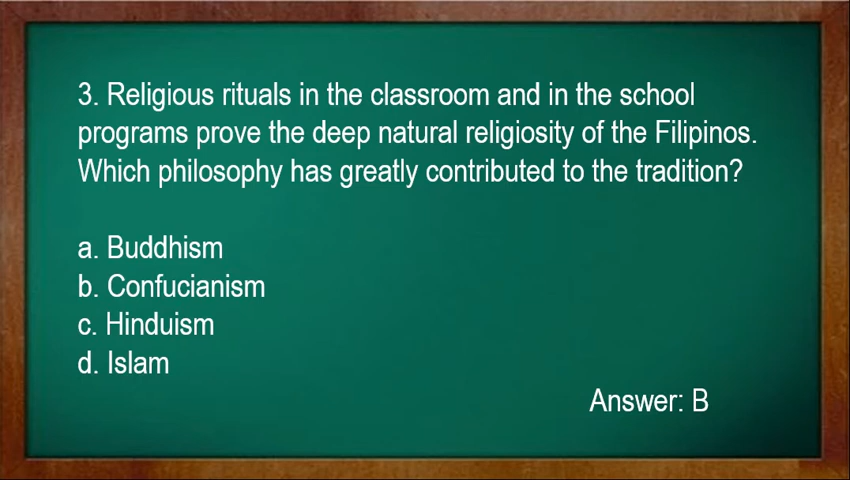 3. Religious rituals in the classroom and in the school
programs prove the deep natural religiosity of the Filipinos.
Which philosophy has greatly contributed to the tradition?
a. Buddhism
b. Confucianism
c. Hinduism
d. Islam
Answer: B